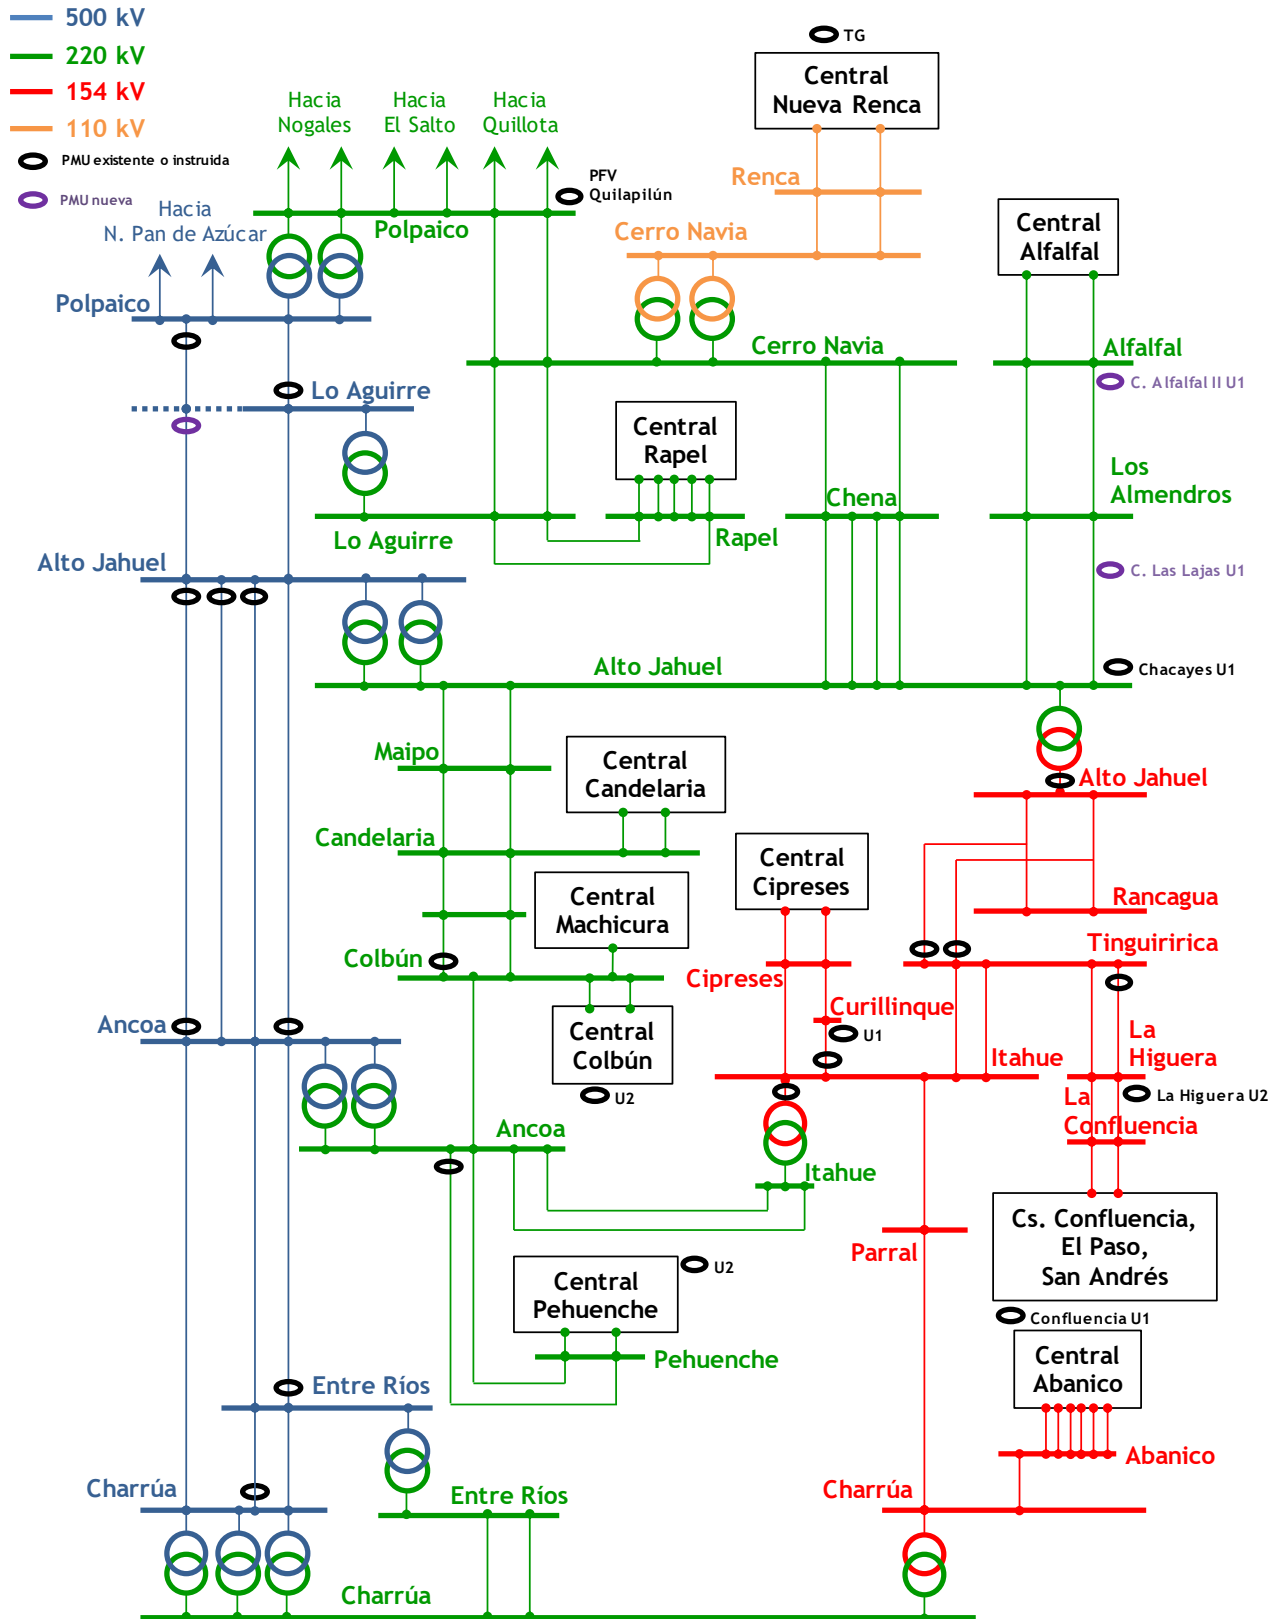 500 kV
220 kV
154 kV
110 kV
PMU existente o instruida
PMU nueva
Hacia
N. Pan de Azúcar
Hacia
Nogales
Hacia
El Salto
Hacia
Quillota
PFV
Quilapilún
Polpaico
Polpaico
TG
Central
Nueva Renca
Renca
Cerro Navia
Cerro Navia
Central
Alfalfal
Alfalfal
C. Alfalfal II U1
Lo Aguirre
Lo Aguirre
Central
Rapel
Rapel
Chena
Los
Almendros
C. Las Lajas U1
Alto Jahuel
Alto Jahuel
Chacayes U1
Alto Jahuel
Maipo
Central
Candelaria
Candelaria
Central
Cipreses
Rancagua
Central
Machicura
Tinguiririca
Colbún
Cipreses
Curillinque
U1
Ancoa
Central
Colbún
U2
Itahue
La
Higuera
La Higuera U2
La
Confluencia
Ancoa
Itahue
Cs. Confluencia,
El Paso,
San Andrés
Confluencia U1
Parral
Central
Pehuenche
U2
Pehuenche
Central
Abanico
Abanico
Entre Ríos
Charrúa
Entre Ríos
Charrúa
Charrúa